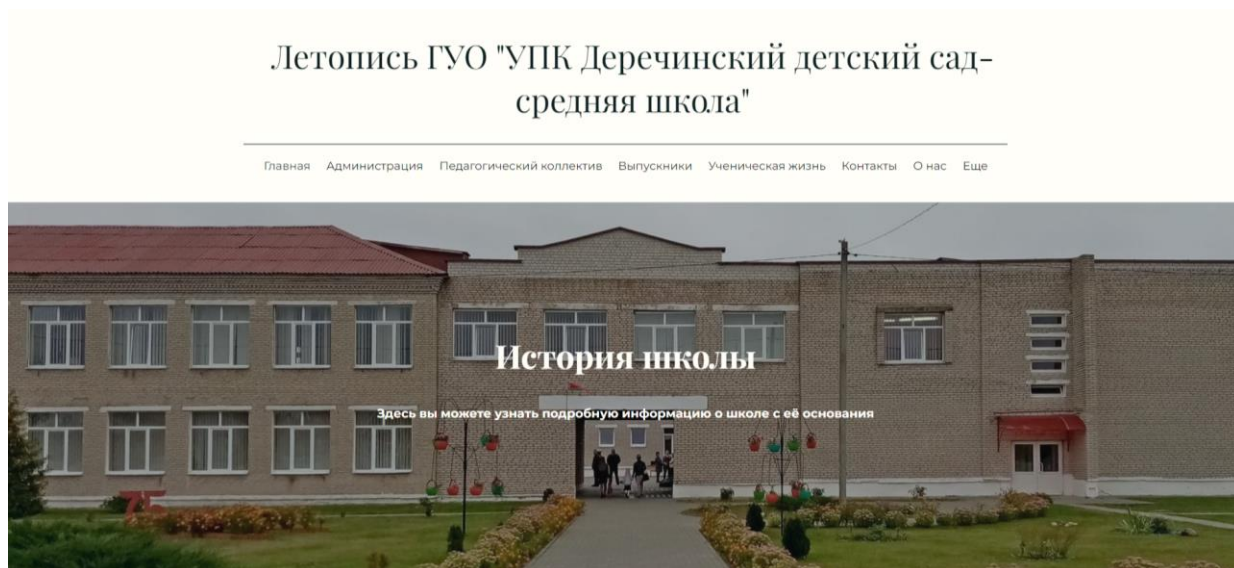 Летопись ГУО "УПК Деречинский детский сад-
средняя школа"
Главная Администрация Педагогический коллектив Выпускники Ученическая жизнь Контакты О нас Еще
История школы
Здесь вы можете узнать подробную информацию о школе с её основания
75